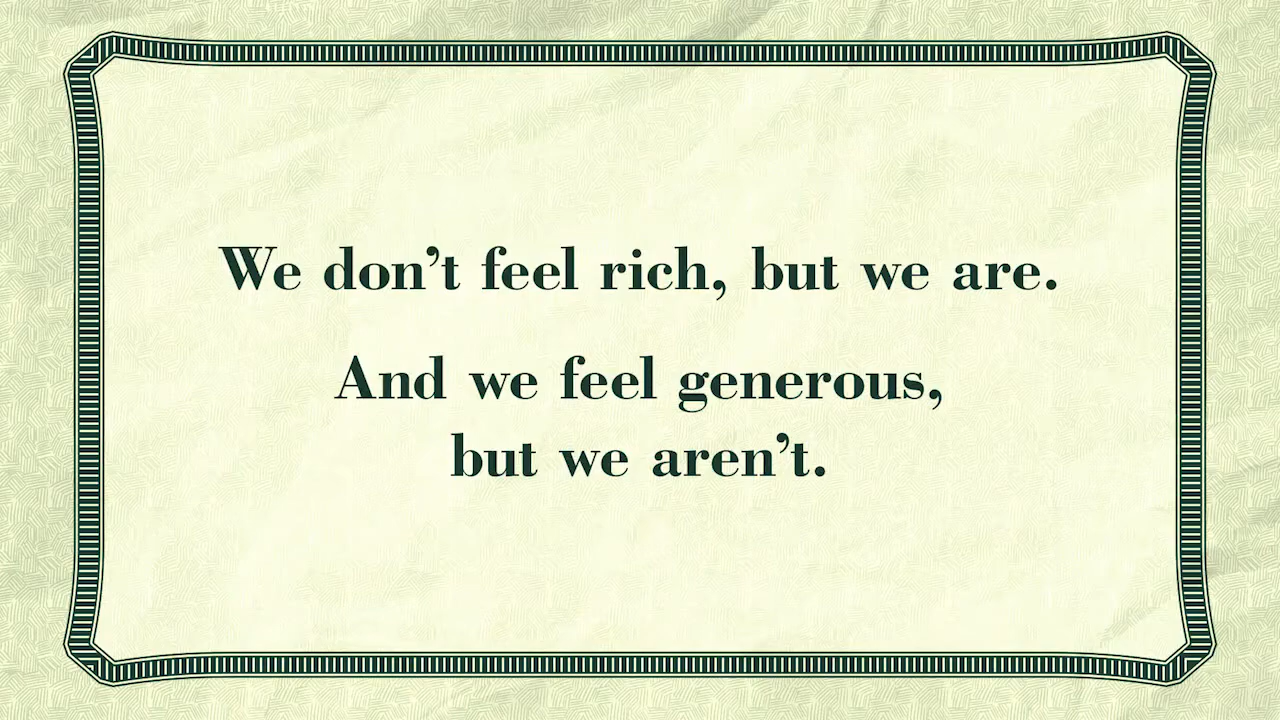 We don’t feel rich, but we are.
And we feel generous,
but we aren’t.